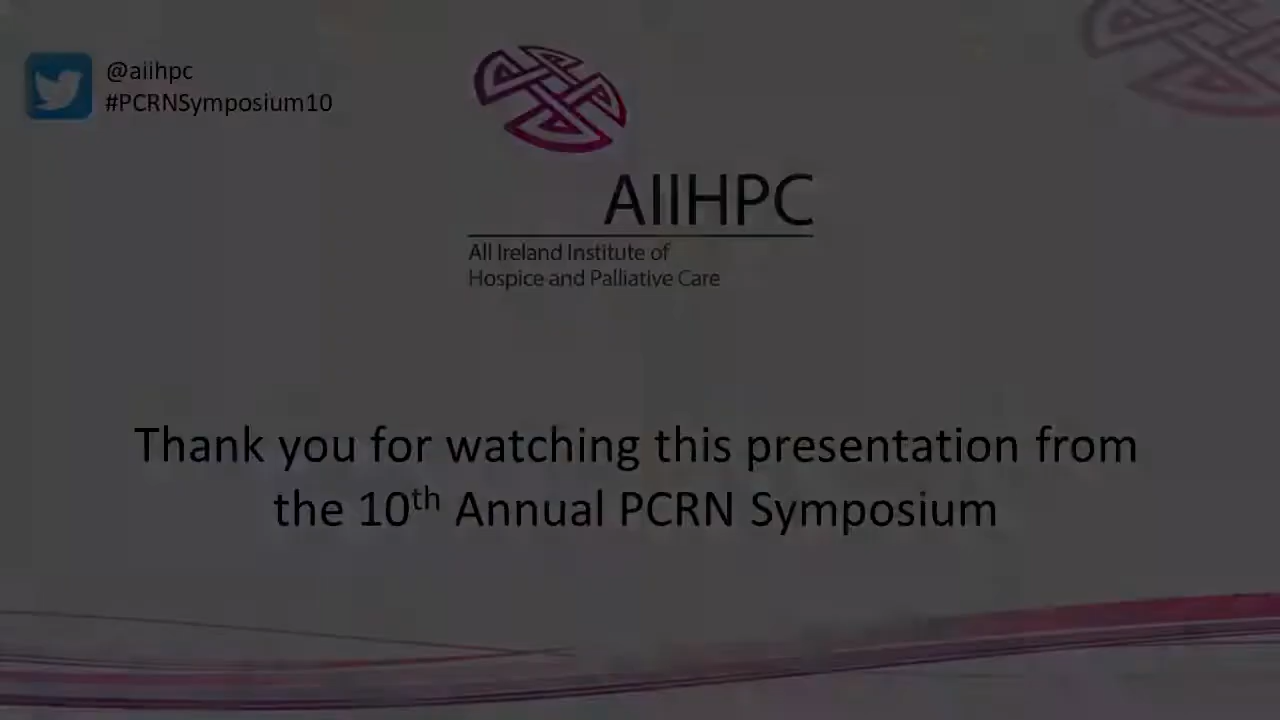 @aiihpc
#PCRNSymposium10
AIIHPC
All Ireland Institute of
Hospice and Palliative Care
Thank you for watching this presentation from
the 10th Annual PCRN Symposium